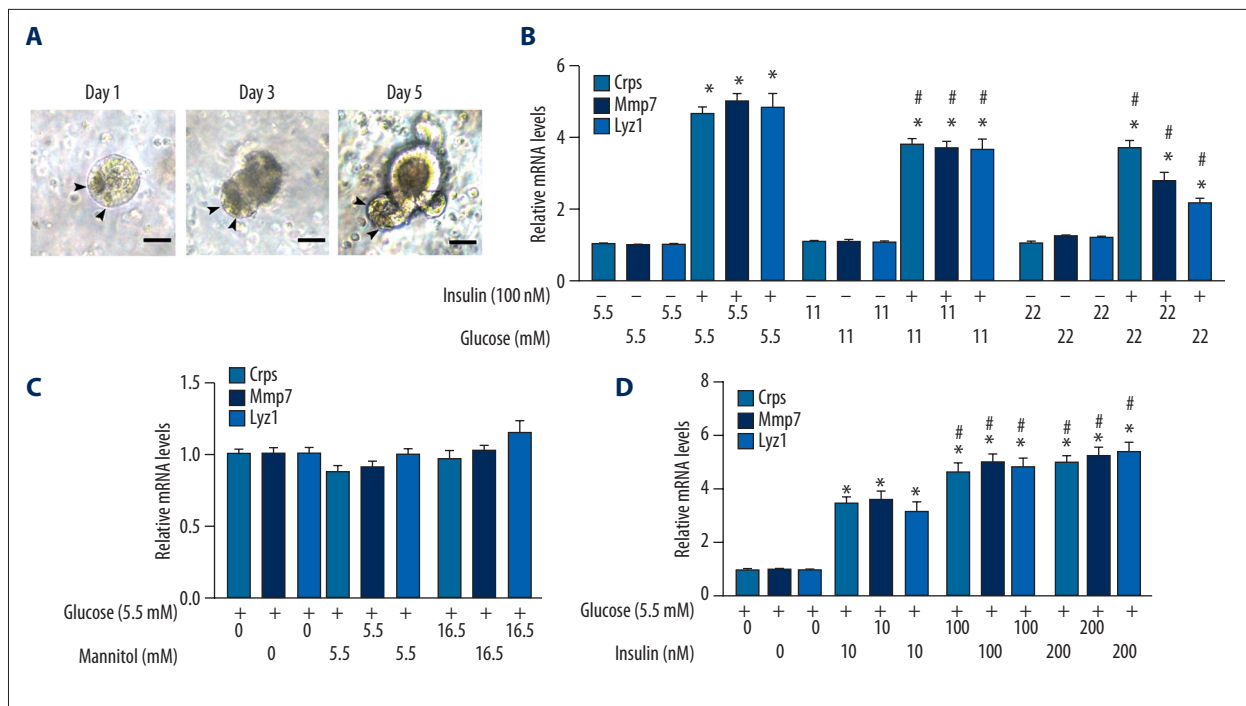 A
Day 1 Day 3 Day 5
B
6
4
2
0
Relative mRNA levels
Crps
Mmp7
Lyz1
* * *
# # #
* * *
# # #
* * *
Insulin (100 nM) – – – + + + – – – + + + – – – + + +
5.5 5.5 5.5 11 11 11 22 22 22
Glucose (mM) 5.5 5.5 5.5 11 11 11 22 22 22
C
1.5
1.0
0.5
0.0
Relative mRNA levels
Crps
Mmp7
Lyz1
Glucose (5.5 mM) + + + + + + + + +
0 0 5.5 16.5 16.5
Mannitol (mM) 0 5.5 5.5 16.5
D
8
6
4
2
0
Relative mRNA levels
Crps
Mmp7
Lyz1
* * *
# # #
* * *
# # #
* * *
Glucose (5.5 mM) + + + + + + + + +
0 0 10 100 100 200
Insulin (nM) 0 10 10 100 200 200